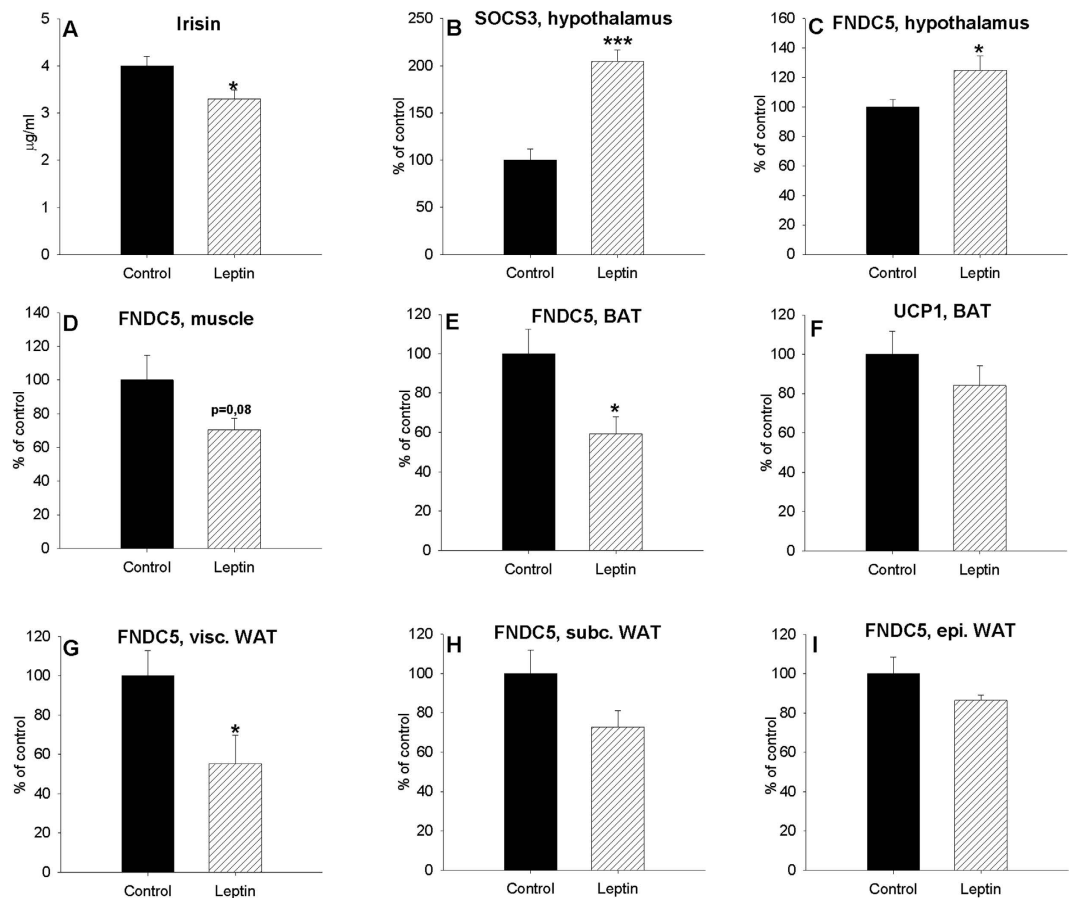 A
Irisin
µg/ml
5
4
3
2
1
0
*
Control
Leptin
B
SOCS3, hypothalamus
% of control
250
200
150
100
50
0
***
Control
Leptin
C
FNDC5, hypothalamus
% of control
160
140
120
100
80
60
40
20
0
*
Control
Leptin
D
FNDC5, muscle
% of control
140
120
100
80
60
40
20
0
p=0,08
Control
Leptin
E
FNDC5, BAT
% of control
120
100
80
60
40
20
0
*
Control
Leptin
F
UCP1, BAT
% of control
120
100
80
60
40
20
0
Control
Leptin
G
FNDC5, visc. WAT
% of control
120
100
80
60
40
20
0
*
Control
Leptin
H
FNDC5, subc. WAT
% of control
120
100
80
60
40
20
0
Control
Leptin
I
FNDC5, epi. WAT
% of control
120
100
80
60
40
20
0
Control
Leptin